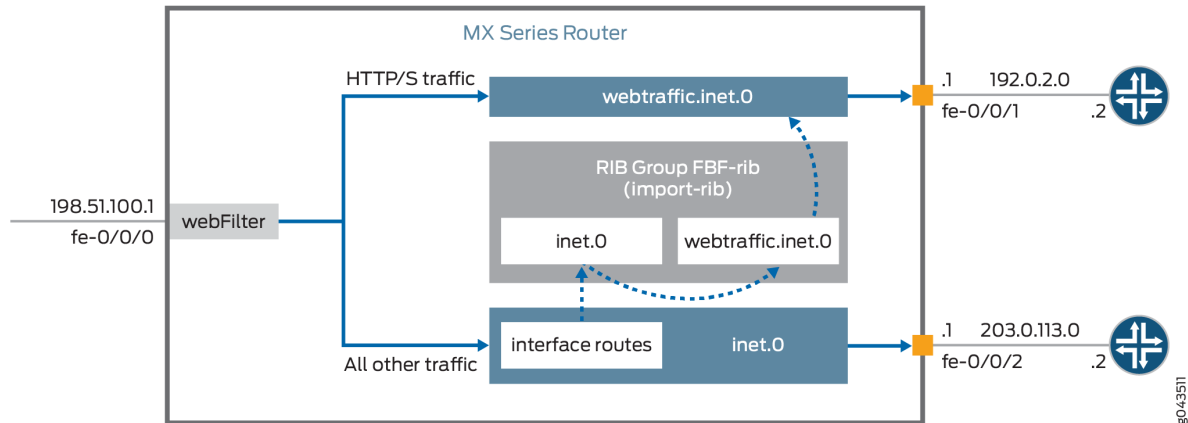 MX Series Router
HTTP/S traffic
webtraffic.inet.0
.1 192.0.2.0
fe-0/0/1 .2
RIB Group FBF-rib
(import-rib)
198.51.100.1
fe-0/0/0
webFilter
inet.0
webtraffic.inet.0
All other traffic
interface routes
inet.0
.1 203.0.113.0
fe-0/0/2 .2
g043511